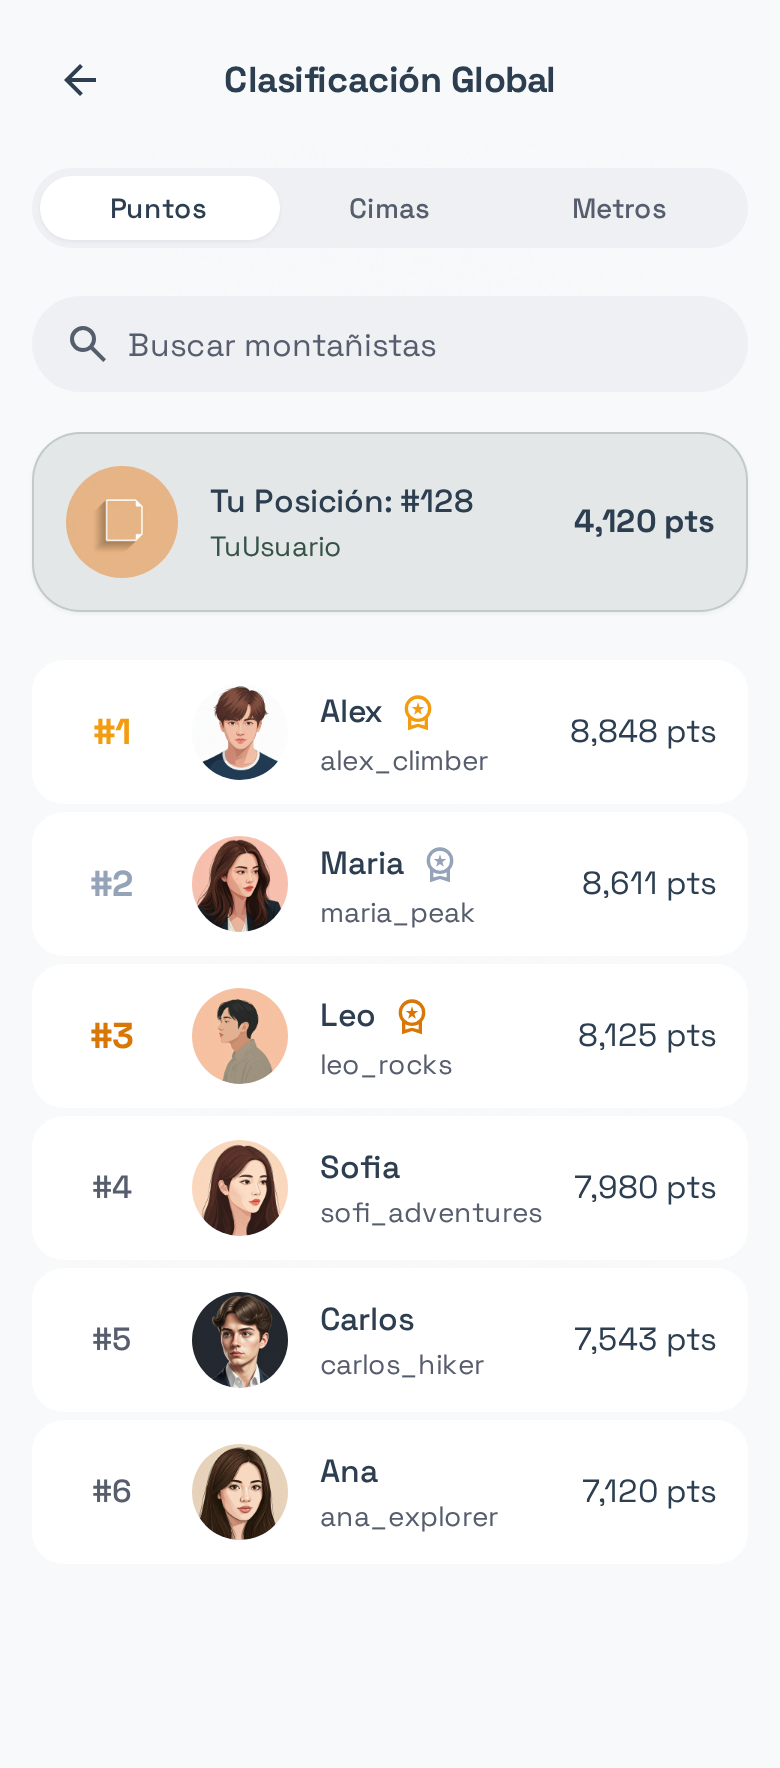 Clasificación Global
Puntos Cimas Metros
Buscar montañistas
Tu Posición: #128
TuUsuario
4,120 pts
#1
Alex
alex_climber
8,848 pts
#2
Maria
maria_peak
8,611 pts
#3
Leo
leo_rocks
8,125 pts
#4
Sofia
sofi_adventures
7,980 pts
#5
Carlos
carlos_hiker
7,543 pts
#6
Ana
ana_explorer
7,120 pts